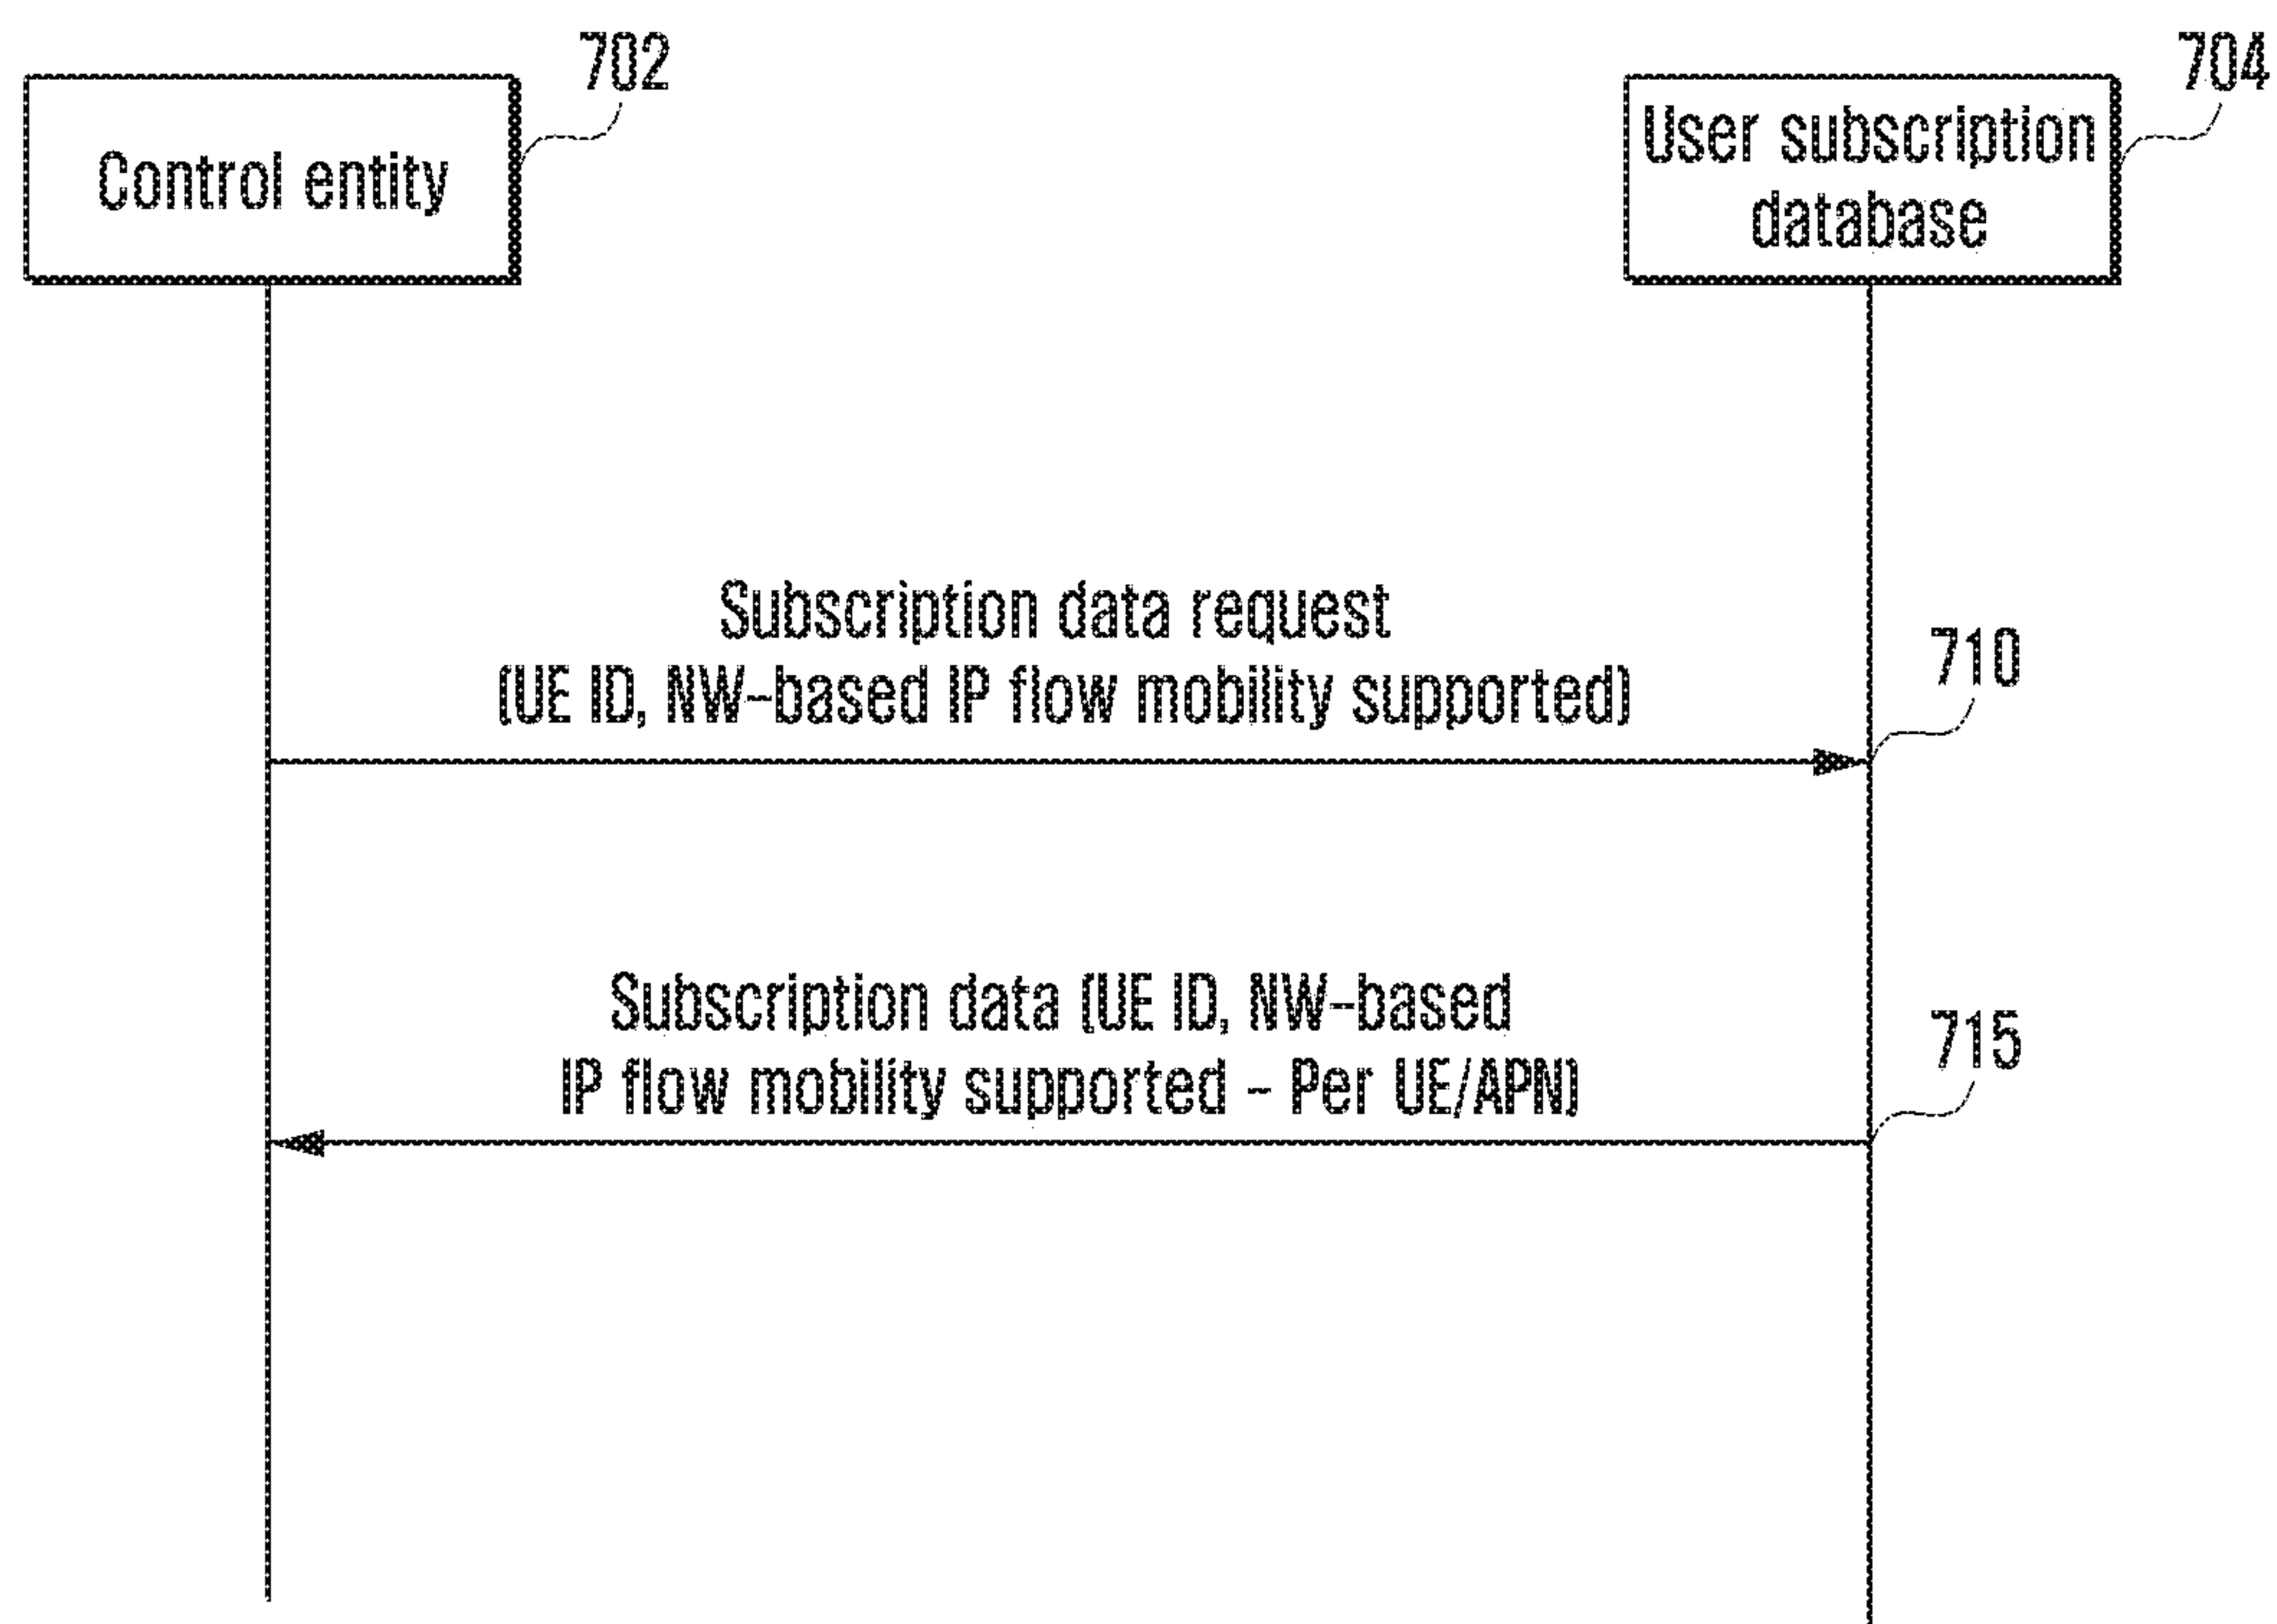 702
704
Control entity
User subscription
database
Subscription data request
(UE ID, NW-based IP flow mobility supported)
710
Subscription data (UE ID, NW-based
IP flow mobility supported - Per UE/APN)
715